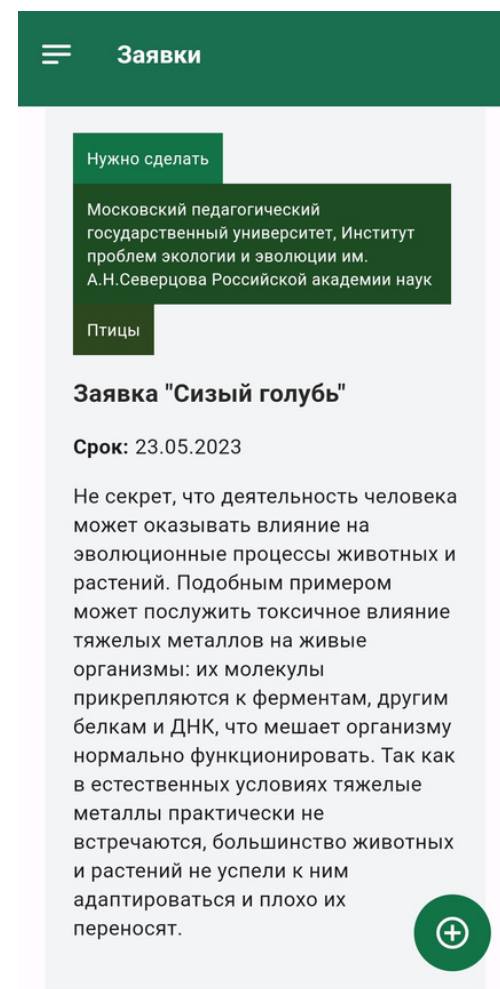 Заявки
Нужно сделать
Московский педагогический
государственный университет, Институт
проблем экологии и эволюции им.
А.Н.Северцова Российской академии наук
Птицы
Заявка "Сизый голубь"
Срок: 23.05.2023
Не секрет, что деятельность человека
может оказывать влияние на
эволюционные процессы животных и
растений. Подобным примером
может послужить токсичное влияние
тяжелых металлов на живые
организмы: их молекулы
прикрепляются к ферментам, другим
белкам и ДНК, что мешает организму
нормально функционировать. Так как
в естественных условиях тяжелые
металлы практически не
встречаются, большинство животных
и растений не успели к ним
адаптироваться и плохо их
переносят.